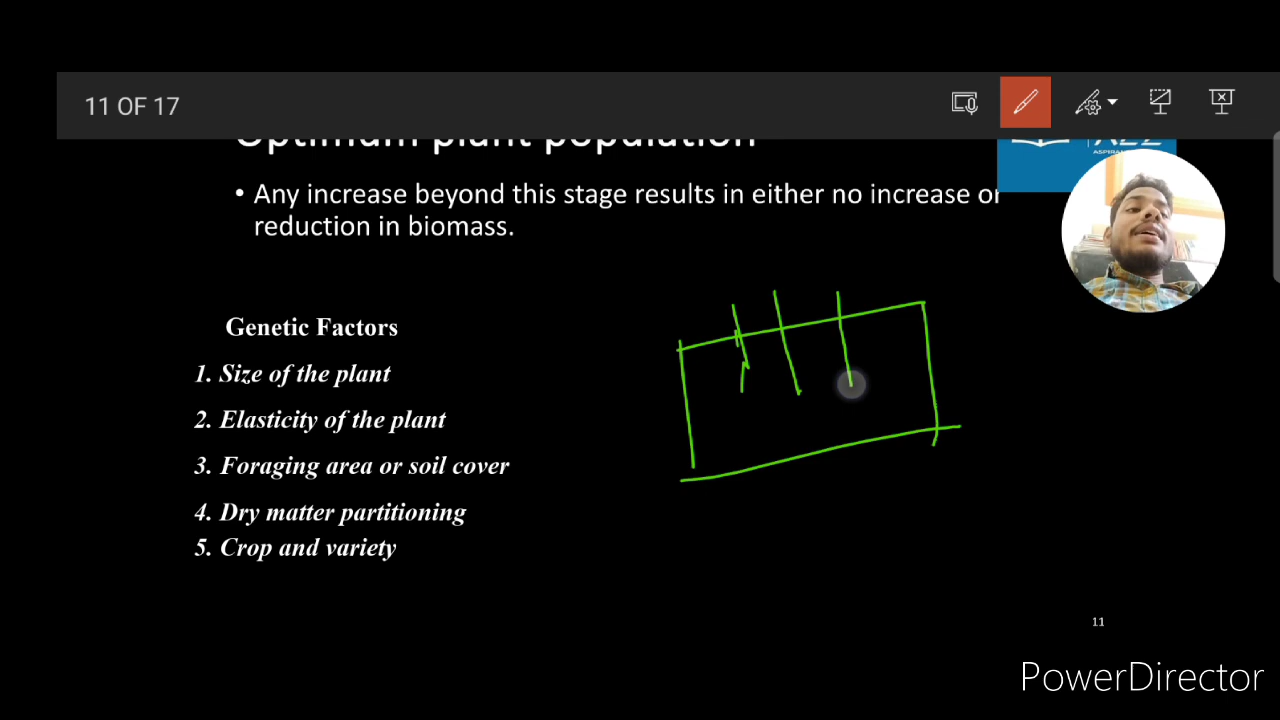 11 OF 17
Optimum plant population
ASPIRAN
• Any increase beyond this stage results in either no increase or
reduction in biomass.
Genetic Factors
1. Size of the plant
2. Elasticity of the plant
3. Foraging area or soil cover
4. Dry matter partitioning
5. Crop and variety
11
PowerDirector